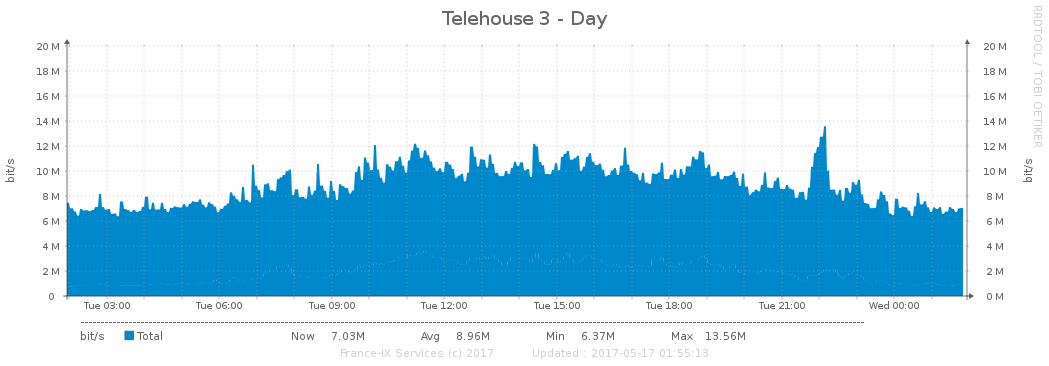 Telehouse 3 - Day
RRDTOOL / TOBI OETIKER
20 M 20 M
18 M 18 M
16 M 16 M
14 M 14 M
12 M 12 M
10 M 10 M
8 M 8 M
6 M 6 M
4 M 4 M
2 M 2 M
0 0 M
bit/s bit/s
Tue 03:00 Tue 06:00 Tue 09:00 Tue 12:00 Tue 15:00 Tue 18:00 Tue 21:00 Wed 00:00
bit/s Total Now 7.03M Avg 8.96M Min 6.37M Max 13.56M
France-IX Services (c) 2017 Updated : 2017-05-17 01:55:13